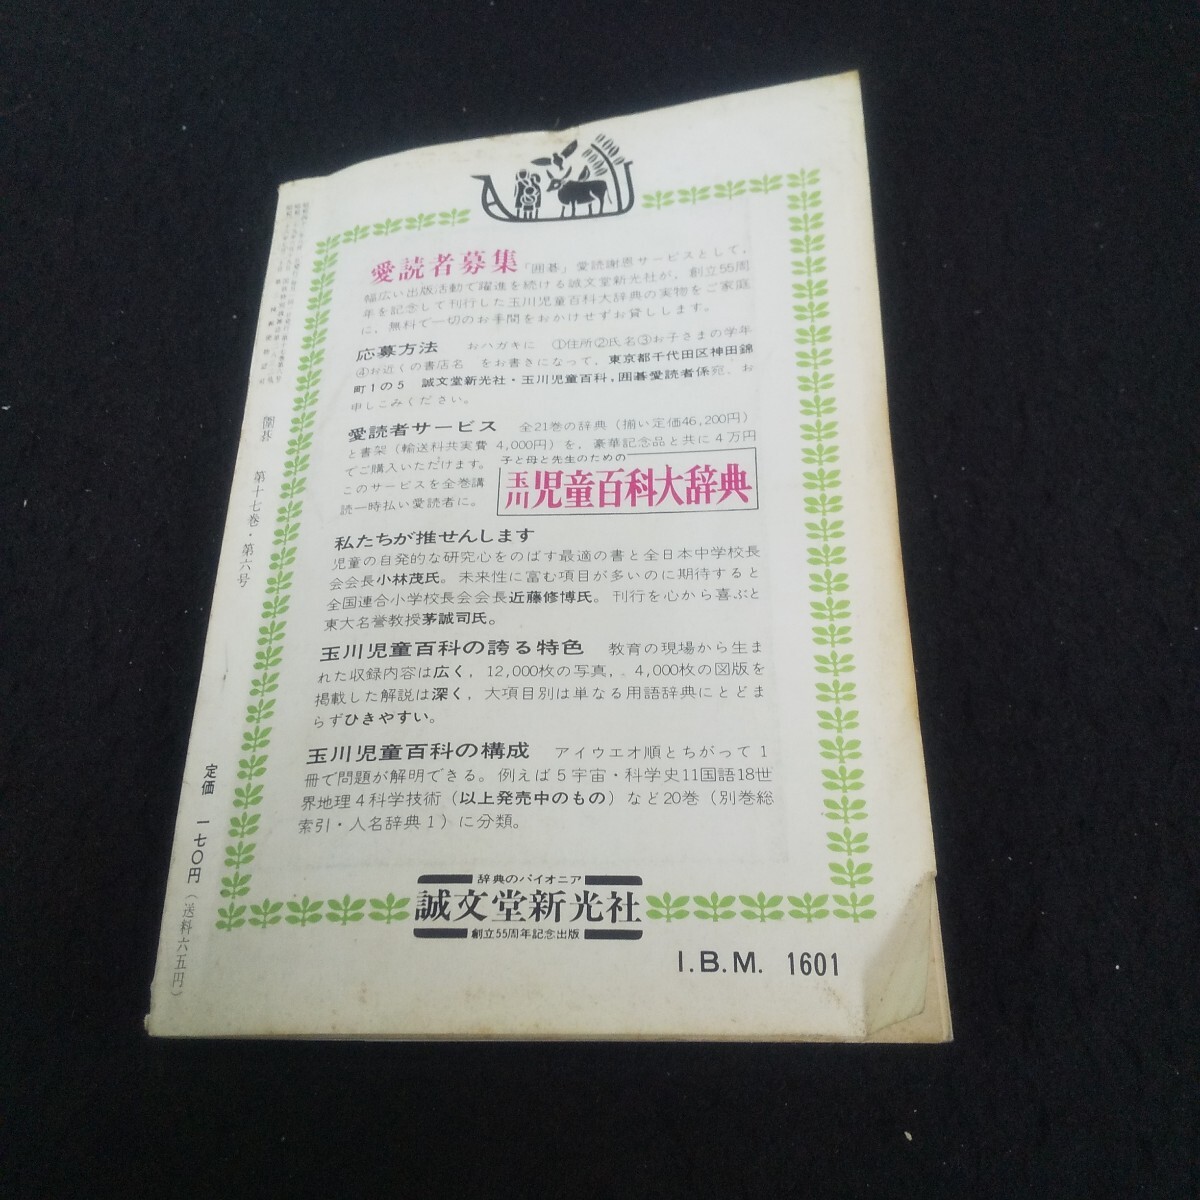 愛読者募集 「囲碁」愛読謝恩サービスとして，
幅広い出版活動で躍進を続ける誠文堂新光社が，創立55周
年を記念して刊行した玉川児童百科大辞典の実物をご家庭
に，無料で一切のお手間をおかけせずお貸しします。
応募方法 おハガキに ①住所②氏名③お子さまの学年
④お近くの書店名 をお書きになって，東京都千代田区神田錦
町1の5 誠文堂新光社・玉川児童百科，囲碁愛読者係宛，お
申しこみください。
愛読者サービス 全21巻の辞典（揃い定価46,200円）
と書架（輸送料共実費 4,000円）を，豪華記念品と共に4万円
でご購入いただけます。
このサービスを全巻購
読一時払い愛読者に。
子と母と先生のための
玉川児童百科大辞典
私たちが推せんします
児童の自発的な研究心をのばす最適の書と全日本中学校長
会会長小林茂氏。未来性に富む項目が多いのに期待すると
全国連合小学校長会会長近藤修博氏。刊行を心から喜ぶと
東大名誉教授茅誠司氏。
玉川児童百科の誇る特色 教育の現場から生ま
れた収録内容は広く，12,000枚の写真，4,000枚の図版を
掲載した解説は深く，大項目別は単なる用語辞典にとどま
らずひきやすい。
玉川児童百科の構成 アイウエオ順とちがって1
冊で問題が解明できる。例えば5宇宙・科学史11国語18世
界地理4科学技術（以上発売中のもの）など20巻（別巻総
索引・人名辞典1）に分類。
辞典のパイオニア
誠文堂新光社
創立55周年記念出版
I.B.M. 1601
囲碁 第十七巻・第六号
定価 一七〇円（送料六五円）